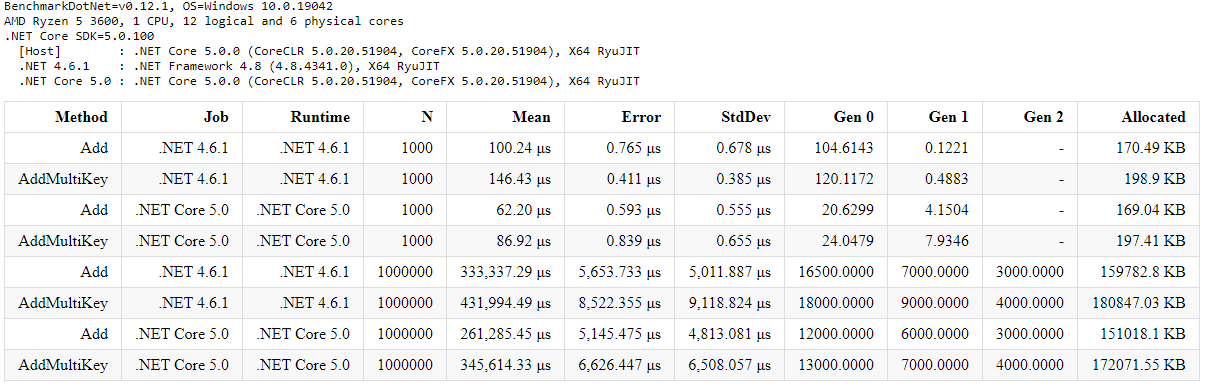 BenchmarkDotNet=v0.12.1, OS=Windows 10.0.19042
AMD Ryzen 5 3600, 1 CPU, 12 logical and 6 physical cores
.NET Core SDK=5.0.100
[Host] : .NET Core 5.0.0 (CoreCLR 5.0.20.51904, CoreFX 5.0.20.51904), X64 RyuJIT
.NET 4.6.1 : .NET Framework 4.8 (4.8.4341.0), X64 RyuJIT
.NET Core 5.0 : .NET Core 5.0.0 (CoreCLR 5.0.20.51904, CoreFX 5.0.20.51904), X64 RyuJIT
Method Job Runtime N Mean Error StdDev Gen 0 Gen 1 Gen 2 Allocated
Add .NET 4.6.1 .NET 4.6.1 1000 100.24 μs 0.765 μs 0.678 μs 104.6143 0.1221 - 170.49 KB
AddMultiKey .NET 4.6.1 .NET 4.6.1 1000 146.43 μs 0.411 μs 0.385 μs 120.1172 0.4883 - 198.9 KB
Add .NET Core 5.0 .NET Core 5.0 1000 62.20 μs 0.593 μs 0.555 μs 20.6299 4.1504 - 169.04 KB
AddMultiKey .NET Core 5.0 .NET Core 5.0 1000 86.92 μs 0.839 μs 0.655 μs 24.0479 7.9346 - 197.41 KB
Add .NET 4.6.1 .NET 4.6.1 1000000 333,337.29 μs 5,653.733 μs 5,011.887 μs 16500.0000 7000.0000 3000.0000 159782.8 KB
AddMultiKey .NET 4.6.1 .NET 4.6.1 1000000 431,994.49 μs 8,522.355 μs 9,118.824 μs 18000.0000 9000.0000 4000.0000 180847.03 KB
Add .NET Core 5.0 .NET Core 5.0 1000000 261,285.45 μs 5,145.475 μs 4,813.081 μs 12000.0000 6000.0000 3000.0000 151018.1 KB
AddMultiKey .NET Core 5.0 .NET Core 5.0 1000000 345,614.33 μs 6,626.447 μs 6,508.057 μs 13000.0000 7000.0000 4000.0000 172071.55 KB